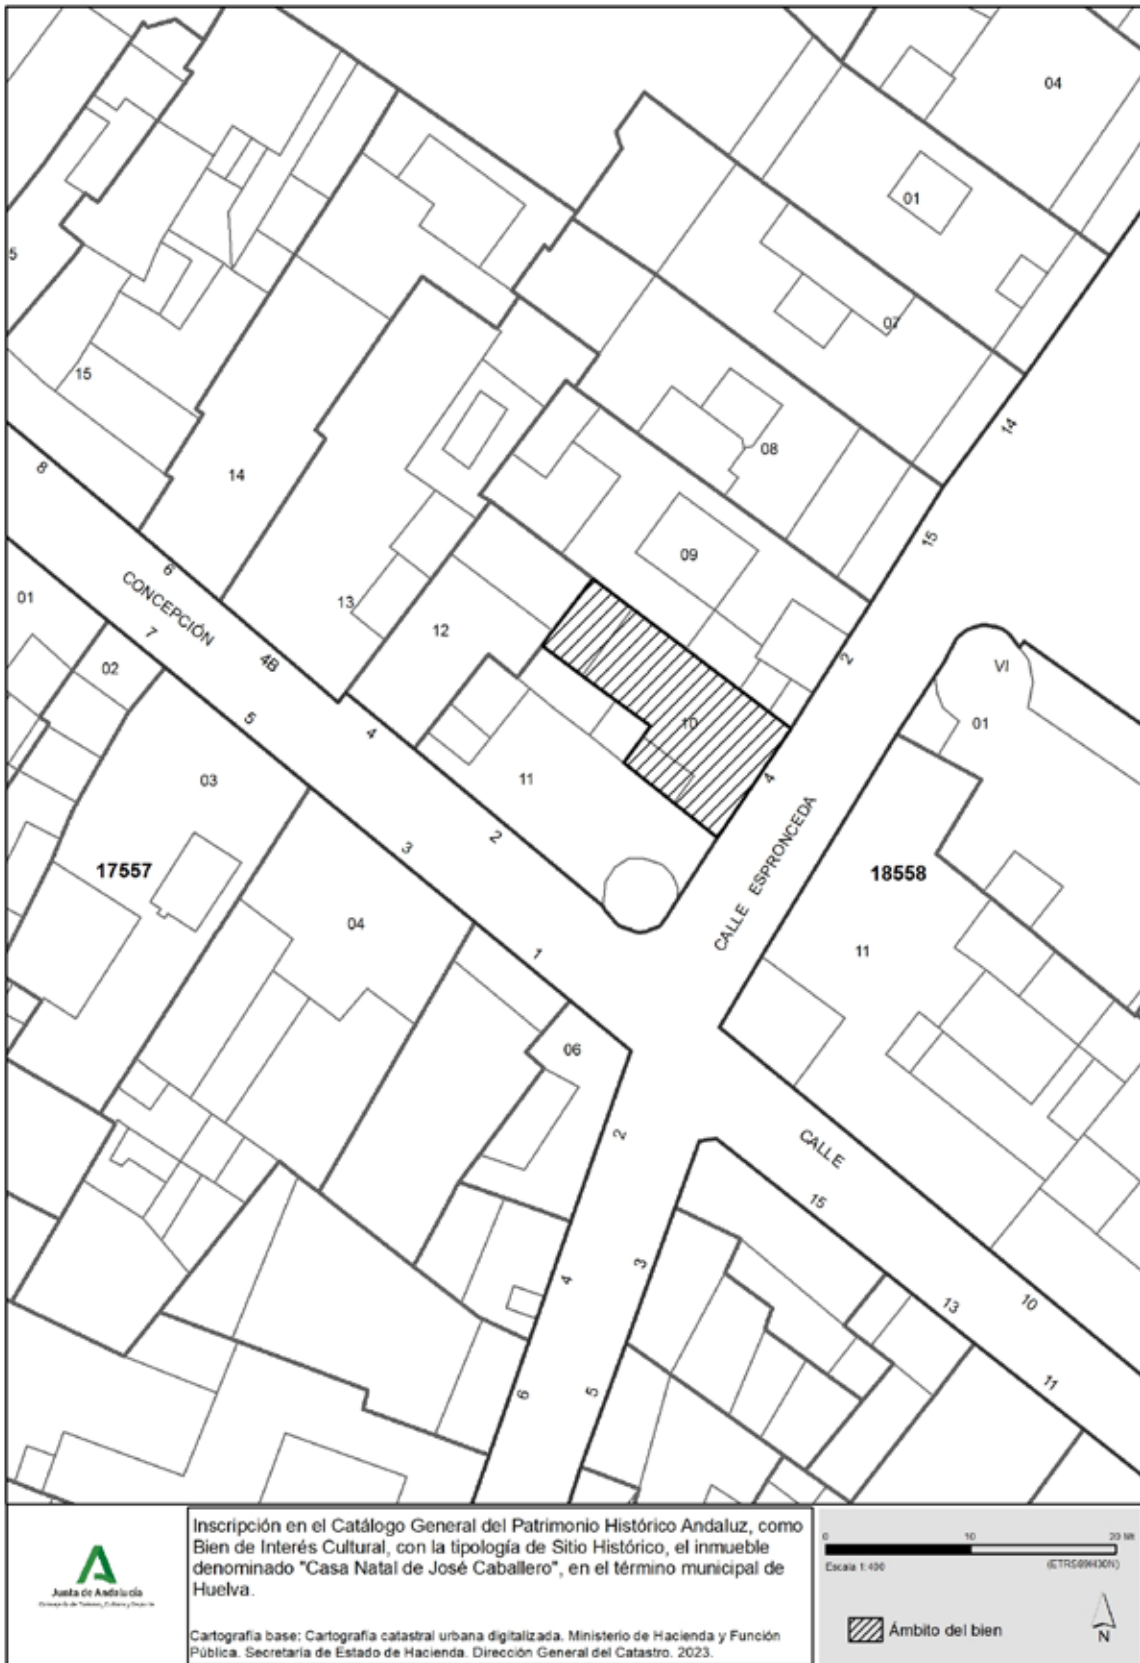 04
01
5
07
15
14
8
08
14
15
09
6
CONCEPCIÓN
01
13
7
12
02
2
VI
4B
5
4
10
01
03
11
4
3
2
CALLE ESPRONCEDA
17557
18558
04
1
11
06
2
CALLE
15
3
4
13
10
6
5
11
Junta de Andalucía
Inscripción en el Catálogo General del Patrimonio Histórico Andaluz, como
Bien de Interés Cultural, con la tipología de Sitio Histórico, el inmueble
denominado "Casa Natal de José Caballero", en el término municipal de
Huelva.
Cartografía base: Cartografía catastral urbana digitalizada. Ministerio de Hacienda y Función
Pública. Secretaría de Estado de Hacienda. Dirección General del Catastro. 2023.
0 10 20 Mt
Escala 1:400
Ámbito del bien
N